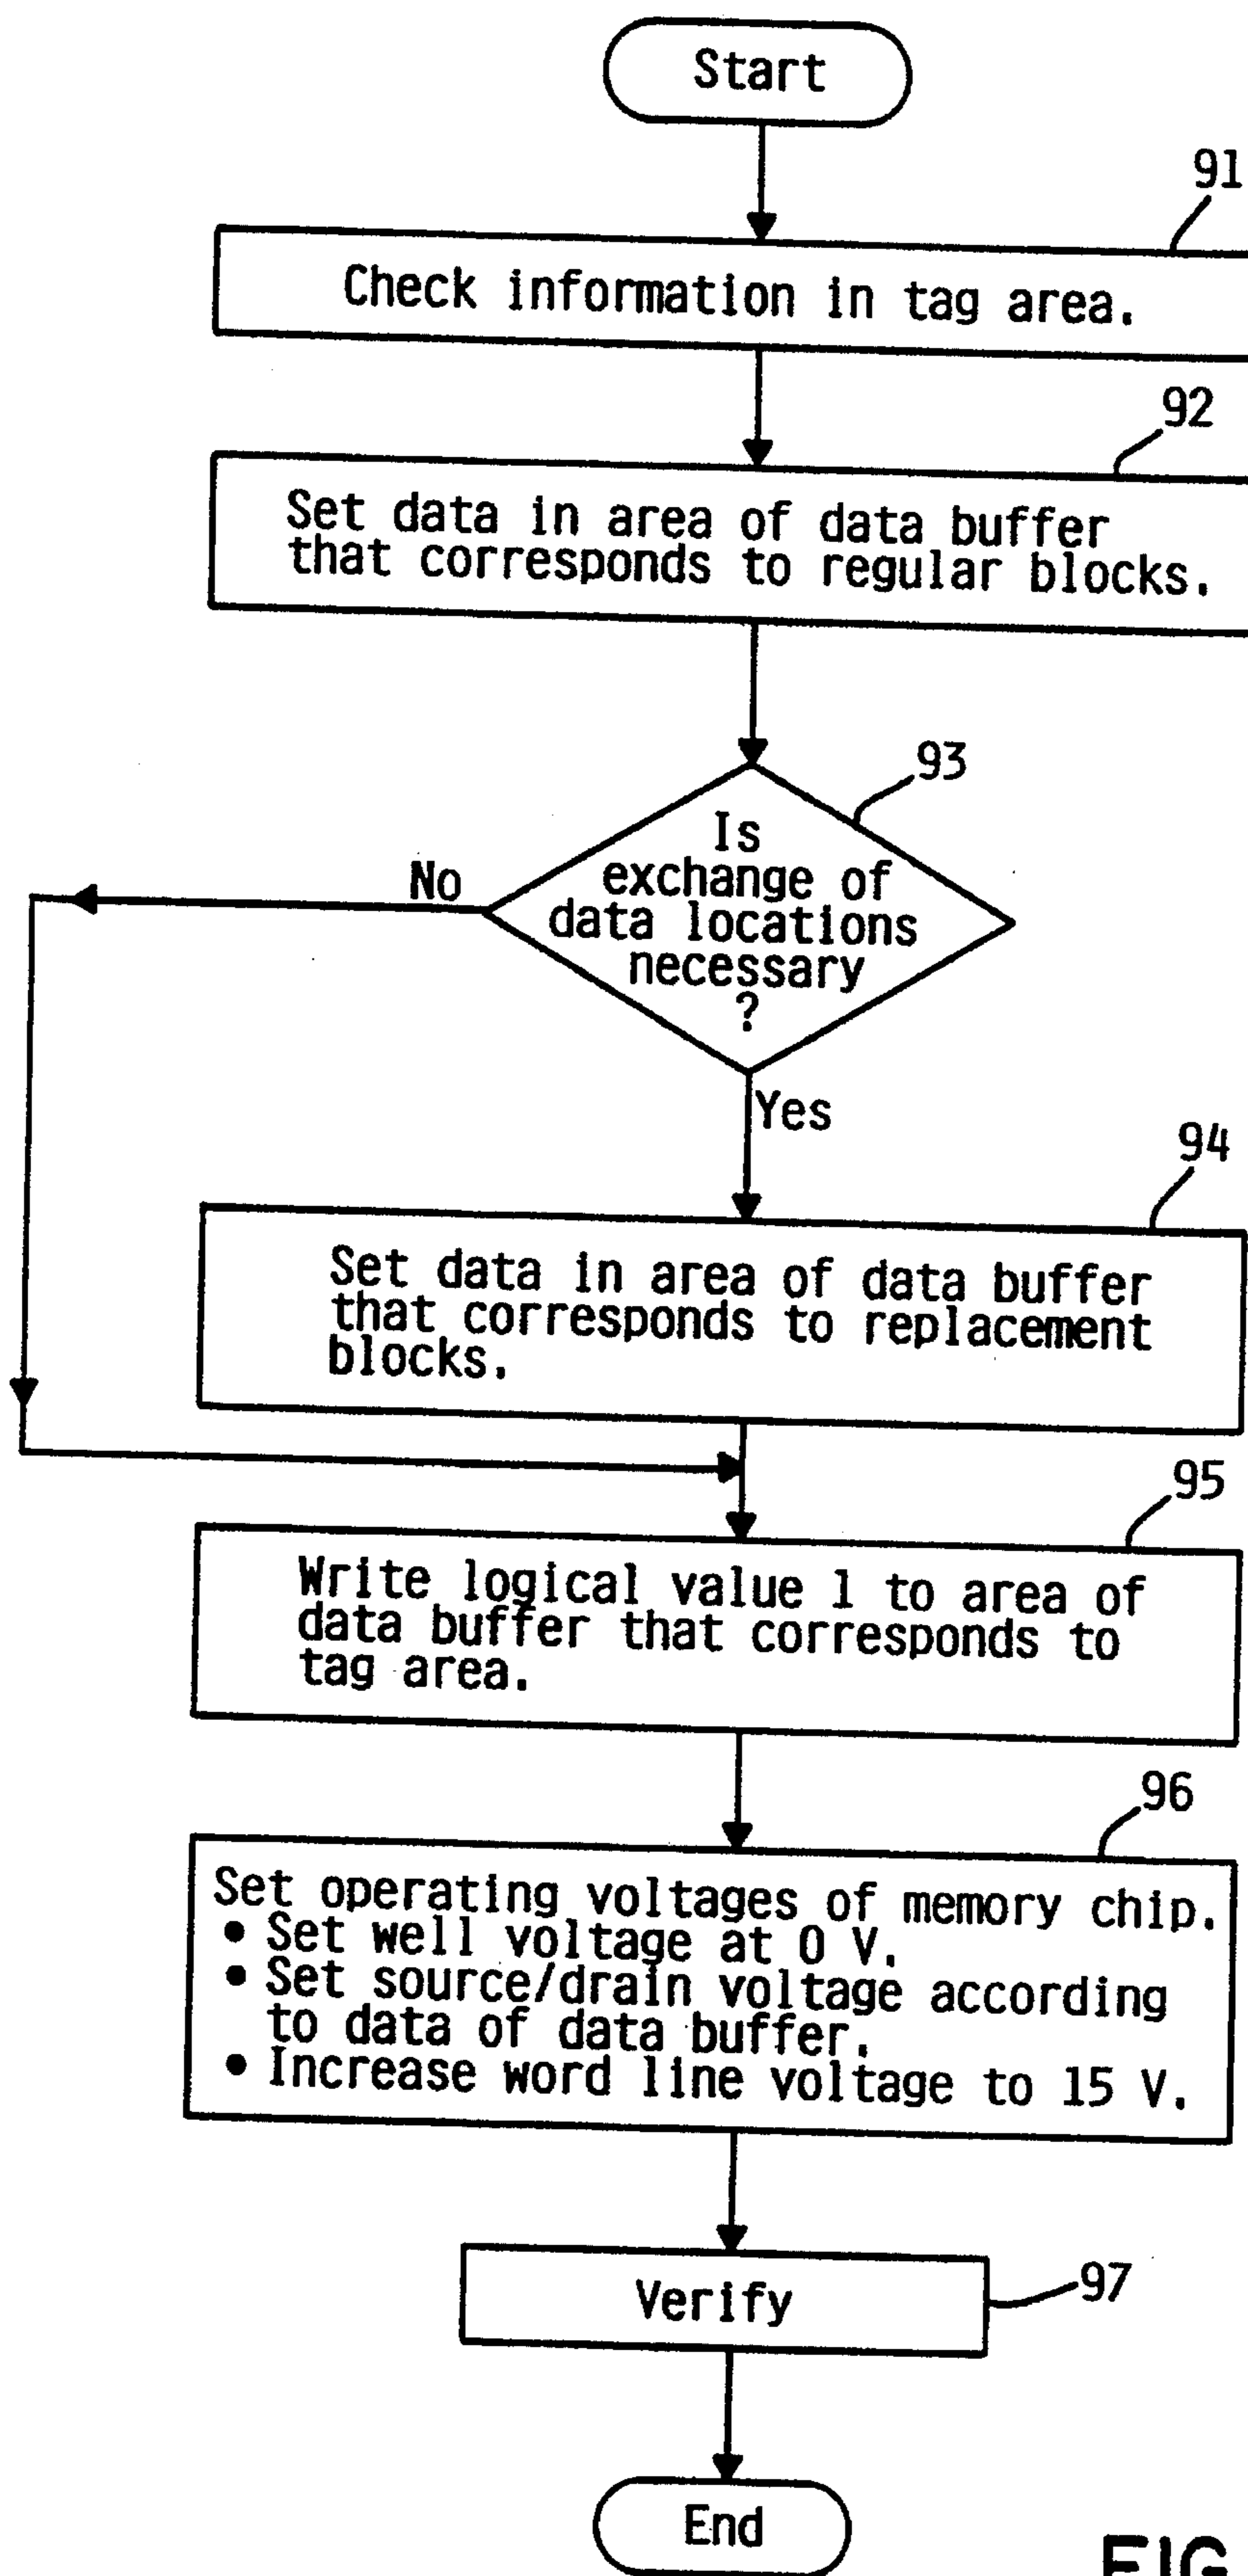 Start
91
Check information in tag area.
92
Set data in area of data buffer
that corresponds to regular blocks.
93
Is
exchange of
data locations
necessary
?
No
Yes
94
Set data in area of data buffer
that corresponds to replacement
blocks.
95
Write logical value 1 to area of
data buffer that corresponds to
tag area.
96
Set operating voltages of memory chip.
• Set well voltage at 0 V.
• Set source/drain voltage according
to data of data buffer.
• Increase word line voltage to 15 V.
Verify
97
End
FIG